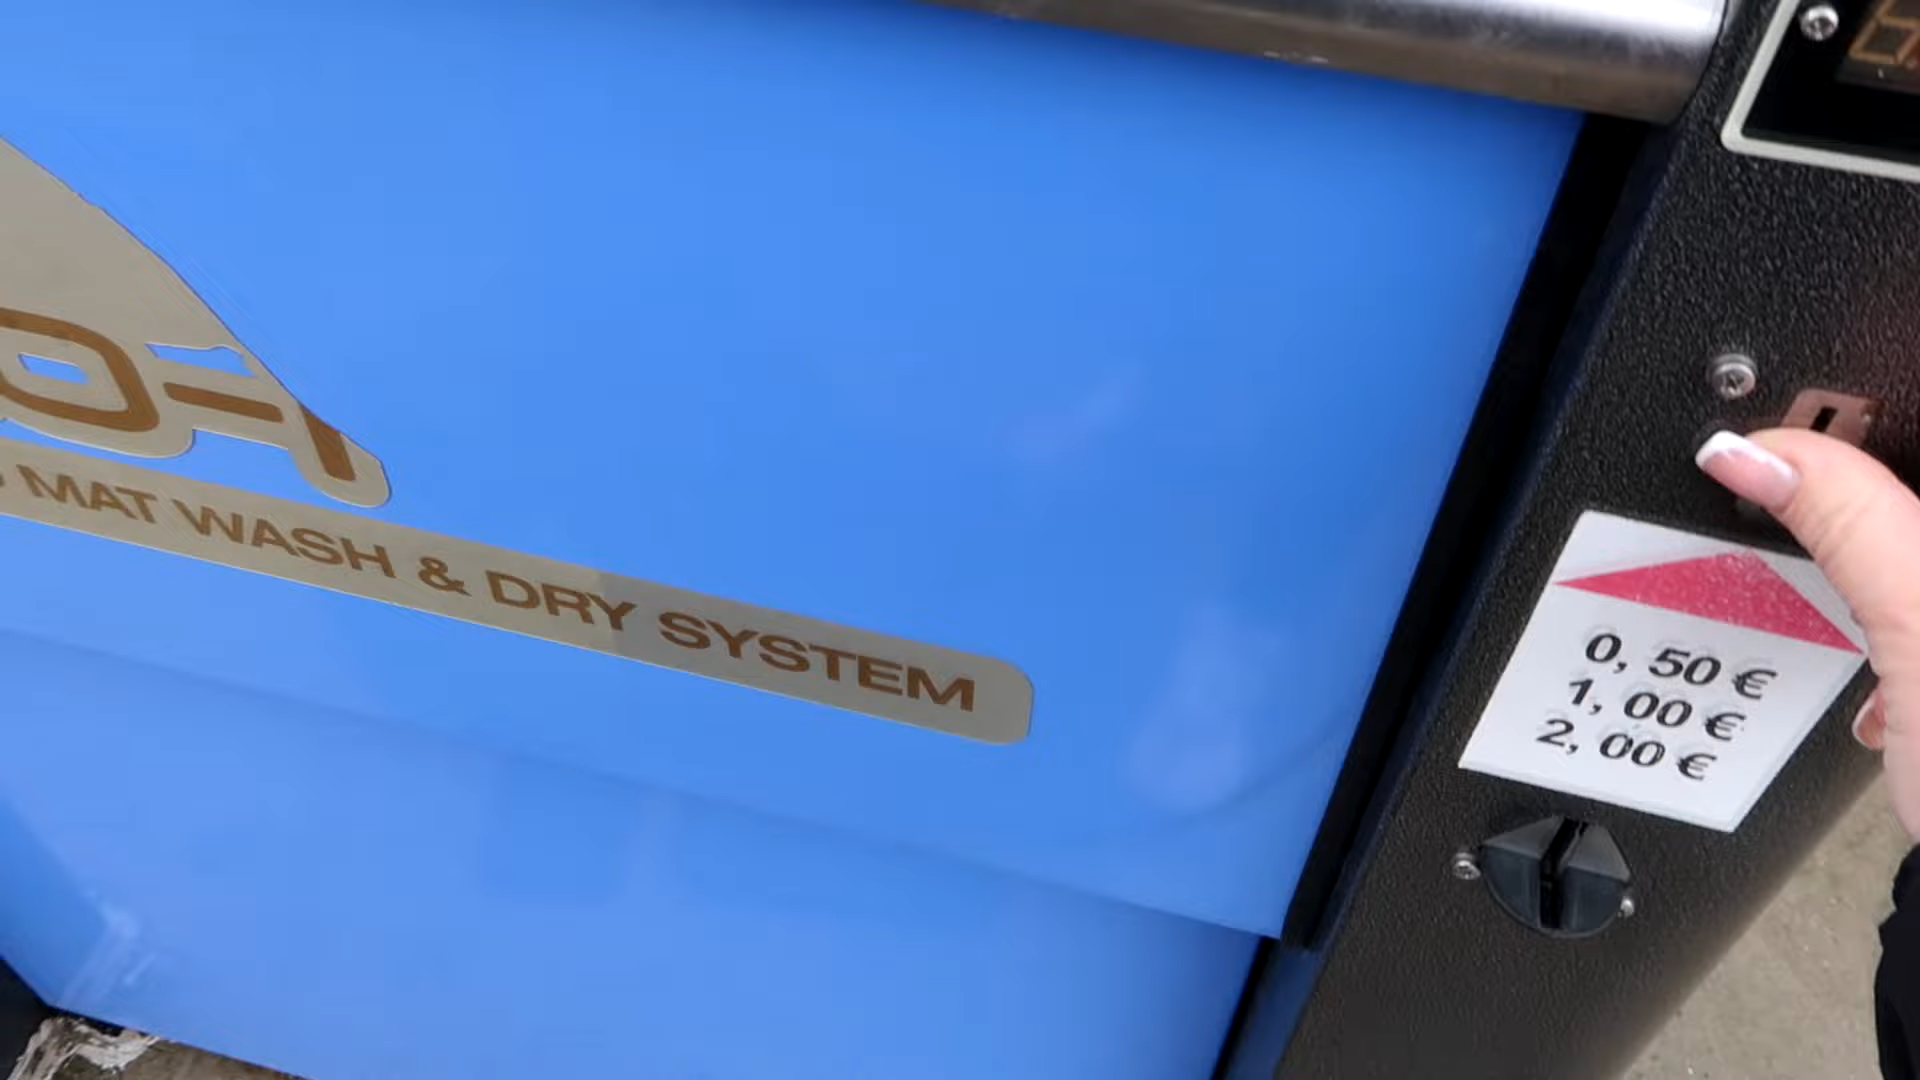 MAT WASH & DRY SYSTEM
0, 50 €
1, 00 €
2, 00 €